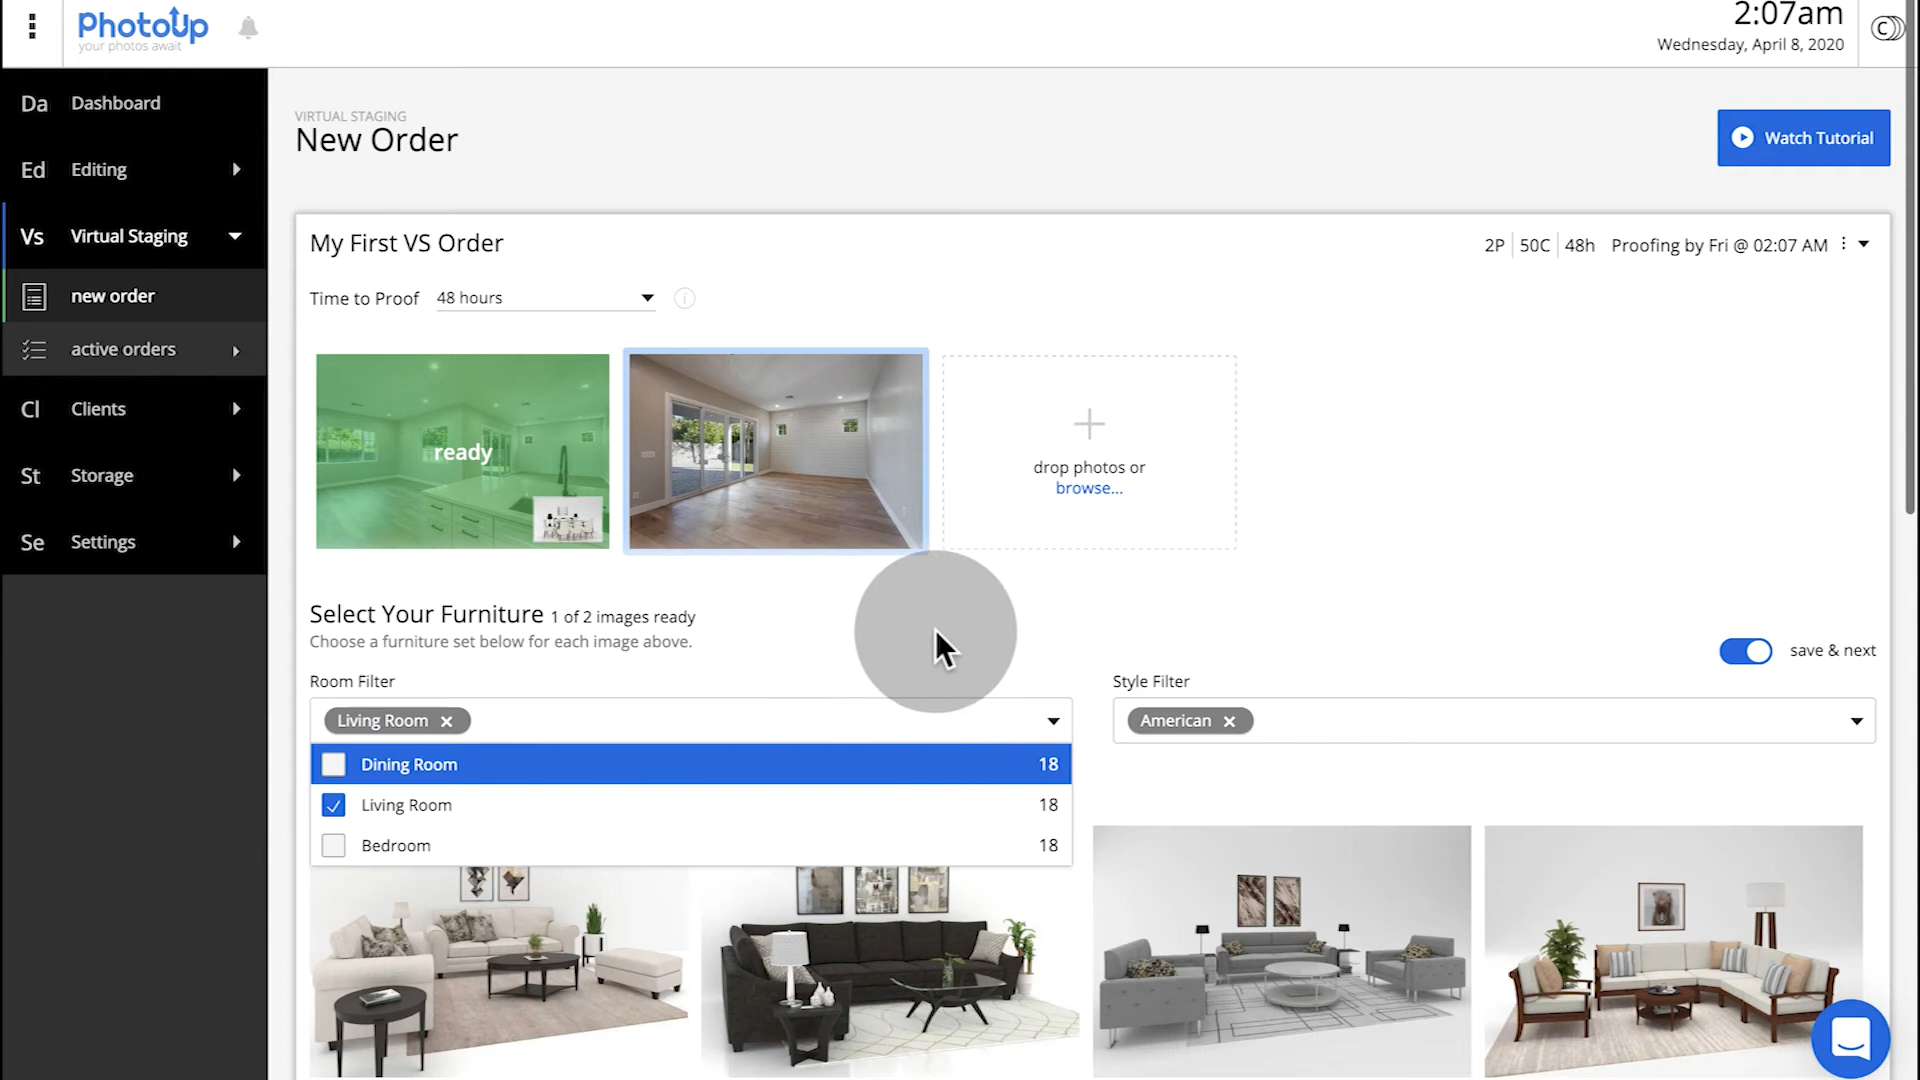 PhotoUp
your photos await
2:07am
Wednesday, April 8, 2020
C
Da Dashboard
Ed Editing
Vs Virtual Staging
new order
active orders
Cl Clients
St Storage
Se Settings
VIRTUAL STAGING
New Order
Watch Tutorial
My First VS Order
2P 50C 48h Proofing by Fri @ 02:07 AM
Time to Proof 48 hours
ready
drop photos or
browse...
Select Your Furniture 1 of 2 images ready
Choose a furniture set below for each image above.
save & next
Room Filter
Style Filter
Living Room
American
Dining Room 18
Living Room 18
Bedroom 18